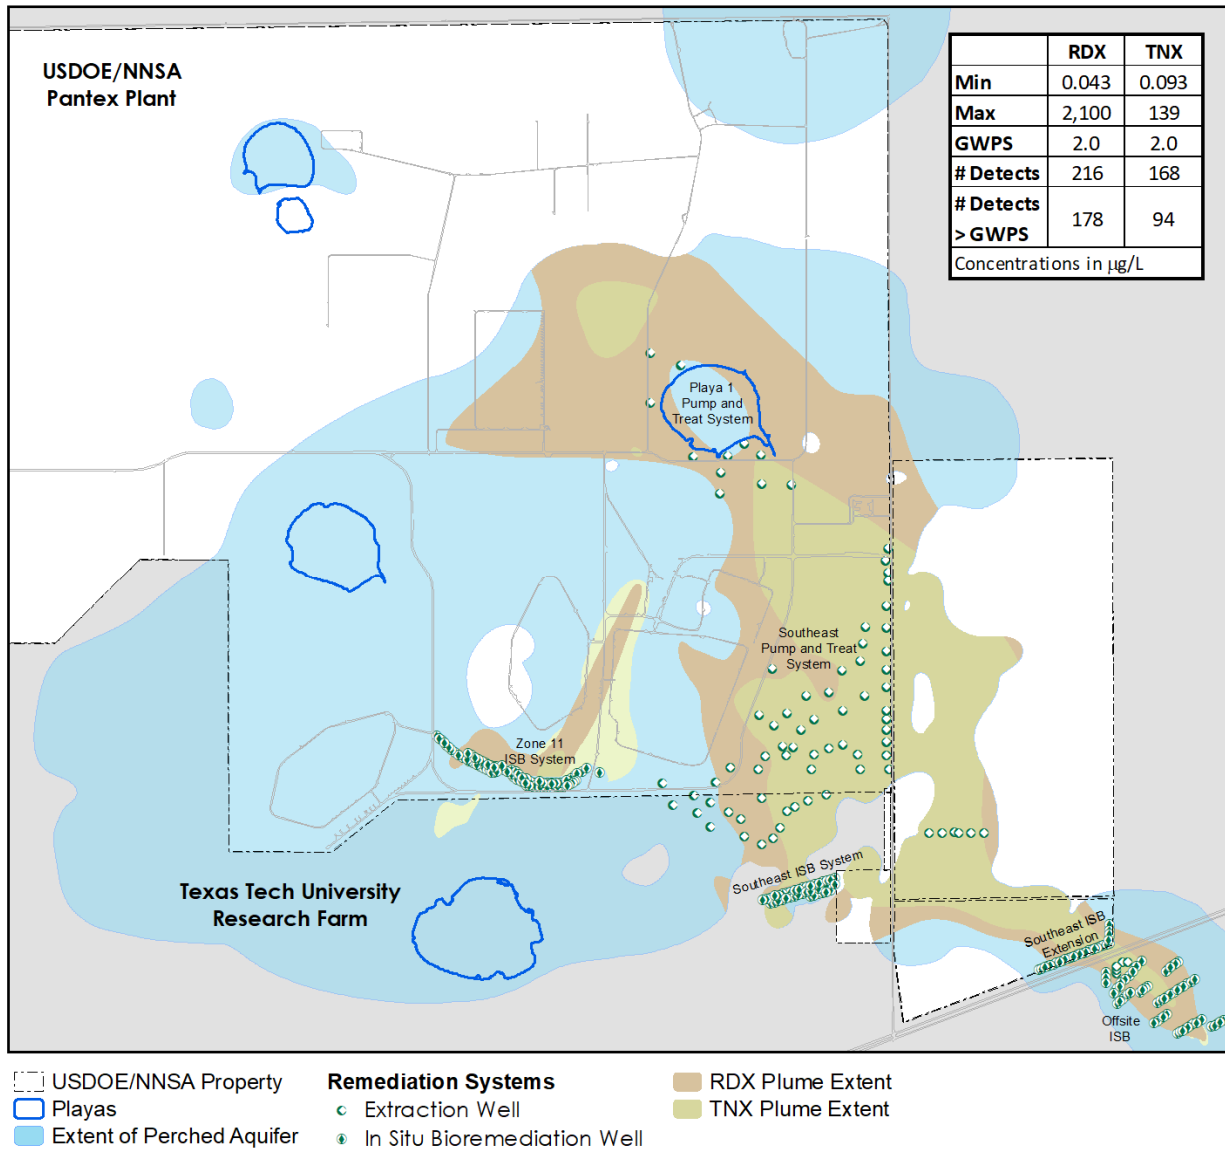 USDOE/NNSA
Pantex Plant
RDX TNX
Min 0.043 0.093
Max 2,100 139
GWPS 2.0 2.0
# Detects 216 168
# Detects
> GWPS 178 94
Concentrations in µg/L
Playa 1
Pump and
Treat System
Southeast
Pump and Treat
System
Zone 11
ISB System
Southeast ISB System
Texas Tech University
Research Farm
Southeast ISB
Extension
Offsite
ISB
USDOE/NNSA Property
Playas
Extent of Perched Aquifer
Remediation Systems
Extraction Well
In Situ Bioremediation Well
RDX Plume Extent
TNX Plume Extent